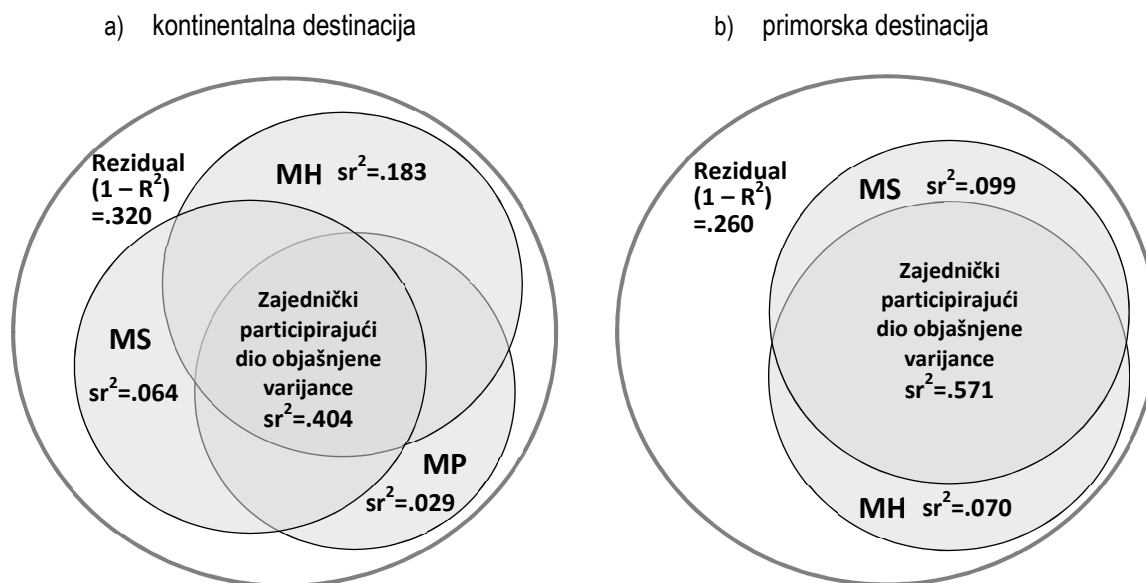 a) kontinentalna destinacija
Rezidual
(1 – R²)
=.320
MH sr²=.183
MS
sr²=.064
Zajednički
participirajući
dio objašnjene
varijance
sr²=.404
MP
sr²=.029
b) primorska destinacija
Rezidual
(1 – R²)
=.260
MS sr²=.099
Zajednički
participirajući
dio objašnjene
varijance
sr²=.571
MH sr²=.070